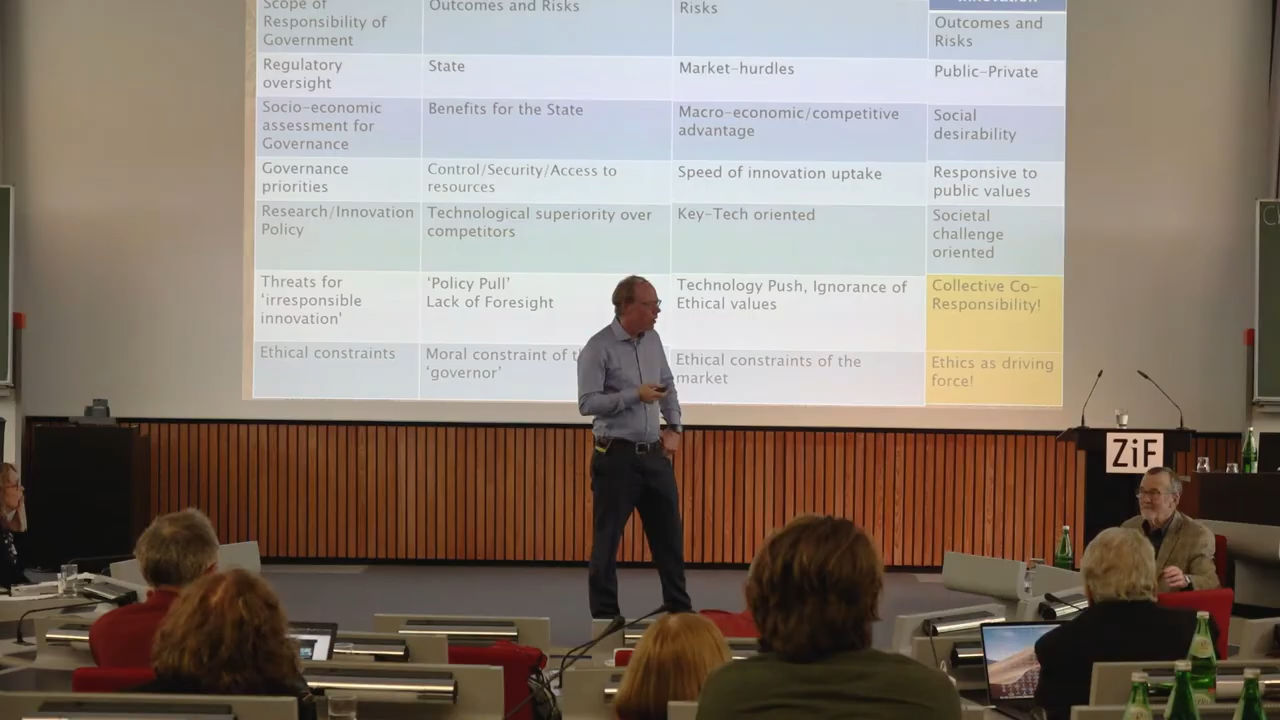 innovation
Scope of
Responsibility of
Government
Outcomes and Risks
Risks
Outcomes and
Risks
Regulatory
oversight
State
Market-hurdles
Public-Private
Socio-economic
assessment for
Governance
Benefits for the State
Macro-economic/competitive
advantage
Social
desirability
Governance
priorities
Control/Security/Access to
resources
Speed of innovation uptake
Responsive to
public values
Research/Innovation
Policy
Technological superiority over
competitors
Key-Tech oriented
Societal
challenge
oriented
Threats for
‘irresponsible
innovation'
‘Policy Pull’
Lack of Foresight
Technology Push, Ignorance of
Ethical values
Collective Co-
Responsibility!
Ethical constraints
Moral constraint of
‘governor’
Ethical constraints of the
market
Ethics as driving
force!
ZiF